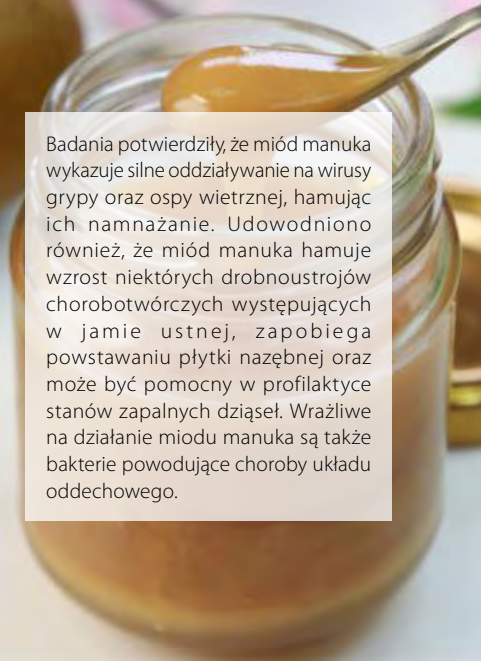 Badania potwierdziły, że miód manuka
wykazuje silne oddziaływanie na wirusy
grypy oraz ospy wietrznej, hamując
ich namnażanie. Udowodniono
również, że miód manuka hamuje
wzrost niektórych drobnoustrojów
chorobotwórczych występujących
w jamie ustnej, zapobiega
powstawaniu płytki nazębnej oraz
może być pomocny w profilaktyce
stanów zapalnych dziąseł. Wrażliwe
na działanie miodu manuka są także
bakterie powodujące choroby układu
oddechowego.